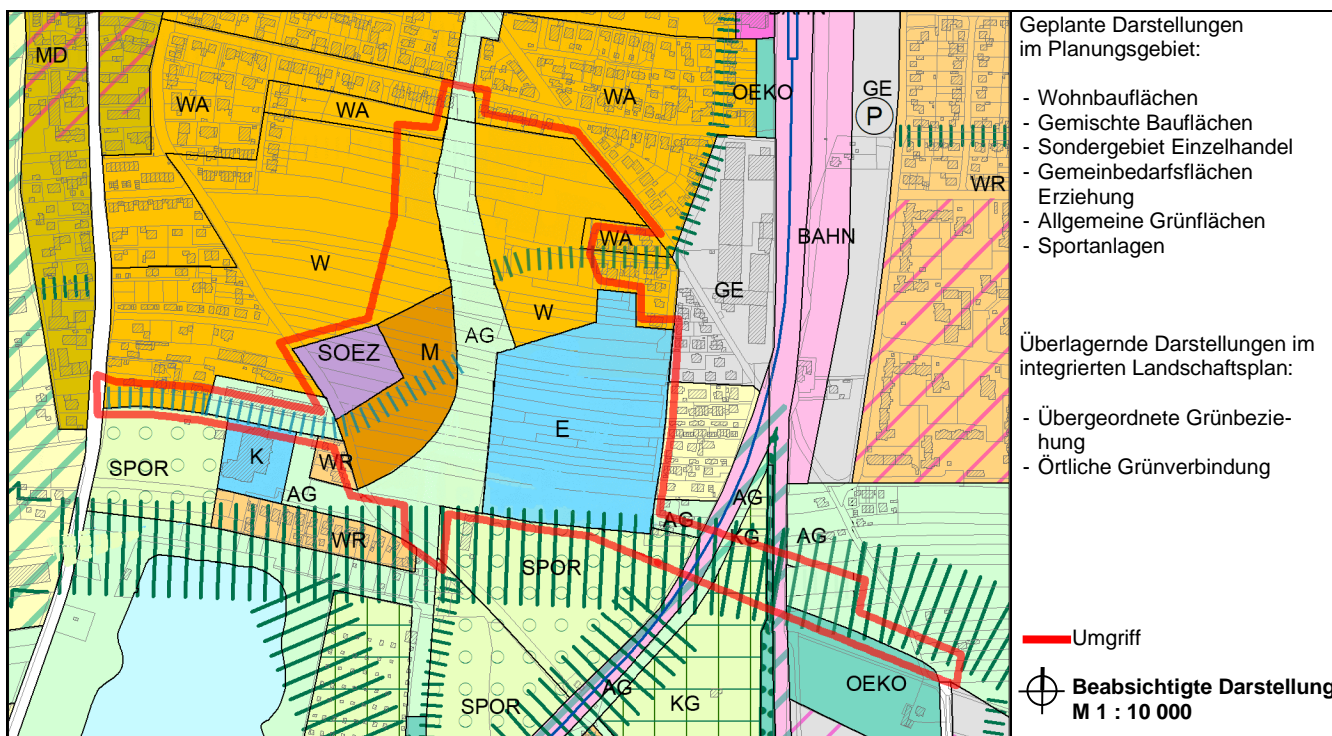 BAHN
MD
WA
WA
WA
OEKO
GE
P
WR
BAHN
W
WA
GE
W
AG
SOEZ
M
E
K
WR
SPOR
AG
WR
AG
AG
KG
AG
SPOR
AG
KG
SPOR
OEKO
Geplante Darstellungen
im Planungsgebiet:
- Wohnbauflächen
- Gemischte Bauflächen
- Sondergebiet Einzelhandel
- Gemeinbedarfsflächen
Erziehung
- Allgemeine Grünflächen
- Sportanlagen
Überlagernde Darstellungen im
integrierten Landschaftsplan:
- Übergeordnete Grünbezie-
hung
- Örtliche Grünverbindung
Umgriff
Beabsichtigte Darstellung
M 1 : 10 000